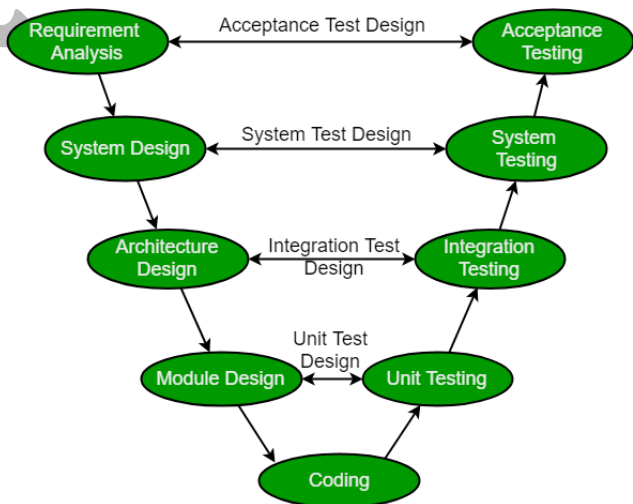 Requirement
Analysis
Acceptance Test Design
Acceptance
Testing
System Design
System Test Design
System
Testing
Architecture
Design
Integration Test
Design
Integration
Testing
Module Design
Unit Test
Design
Unit Testing
Coding